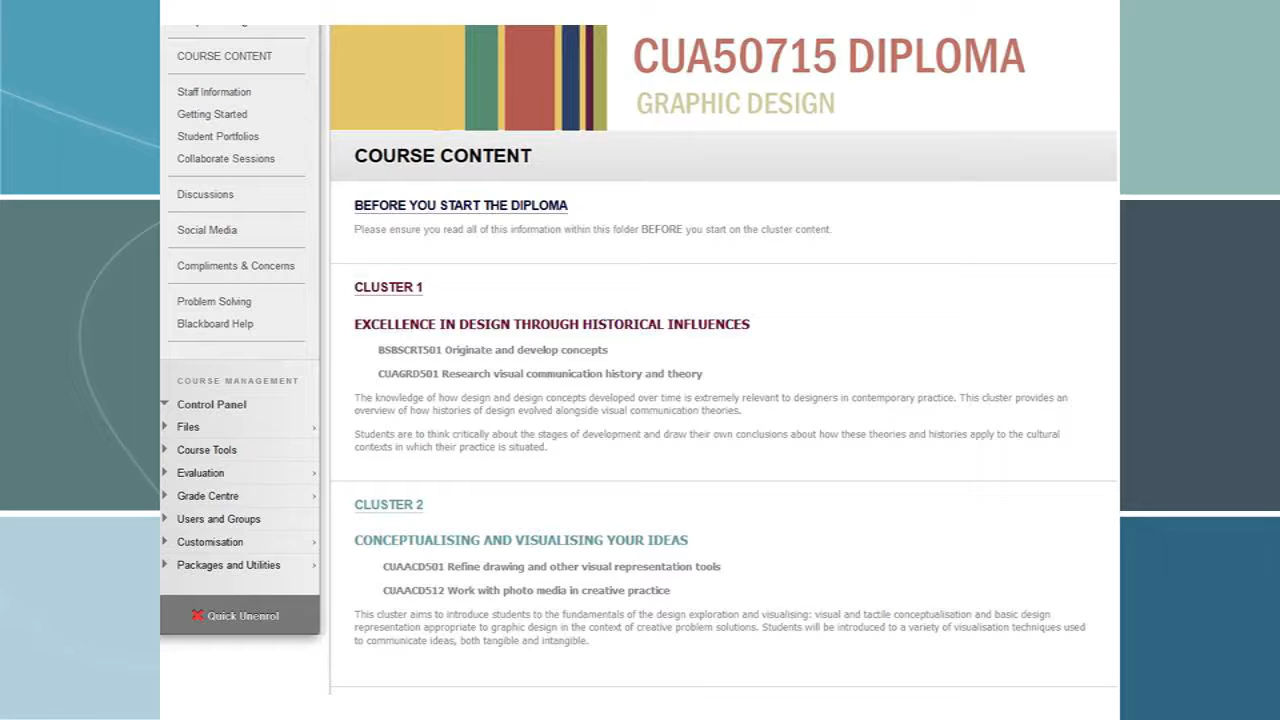 COURSE CONTENT
Staff Information
Getting Started
Student Portfolios
Collaborate Sessions
Discussions
Social Media
Compliments & Concerns
Problem Solving
Blackboard Help
COURSE MANAGEMENT
Control Panel
Files
Course Tools
Evaluation
Grade Centre
Users and Groups
Customisation
Packages and Utilities
Quick Unenrol
CUA50715 DIPLOMA
GRAPHIC DESIGN
COURSE CONTENT
BEFORE YOU START THE DIPLOMA
Please ensure you read all of this information within this folder BEFORE you start on the cluster content.
CLUSTER 1
EXCELLENCE IN DESIGN THROUGH HISTORICAL INFLUENCES
BSBSCRT501 Originate and develop concepts
CUAGRD501 Research visual communication history and theory
The knowledge of how design and design concepts developed over time is extremely relevant to designers in contemporary practice. This cluster provides an
overview of how histories of design evolved alongside visual communication theories.
Students are to think critically about the stages of development and draw their own conclusions about how these theories and histories apply to the cultural
contexts in which their practice is situated.
CLUSTER 2
CONCEPTUALISING AND VISUALISING YOUR IDEAS
CUAACD501 Refine drawing and other visual representation tools
CUAACD512 Work with photo media in creative practice
This cluster aims to introduce students to the fundamentals of the design exploration and visualising: visual and tactile conceptualisation and basic design
representation appropriate to graphic design in the context of creative problem solutions. Students will be introduced to a variety of visualisation techniques used
to communicate ideas, both tangible and intangible.